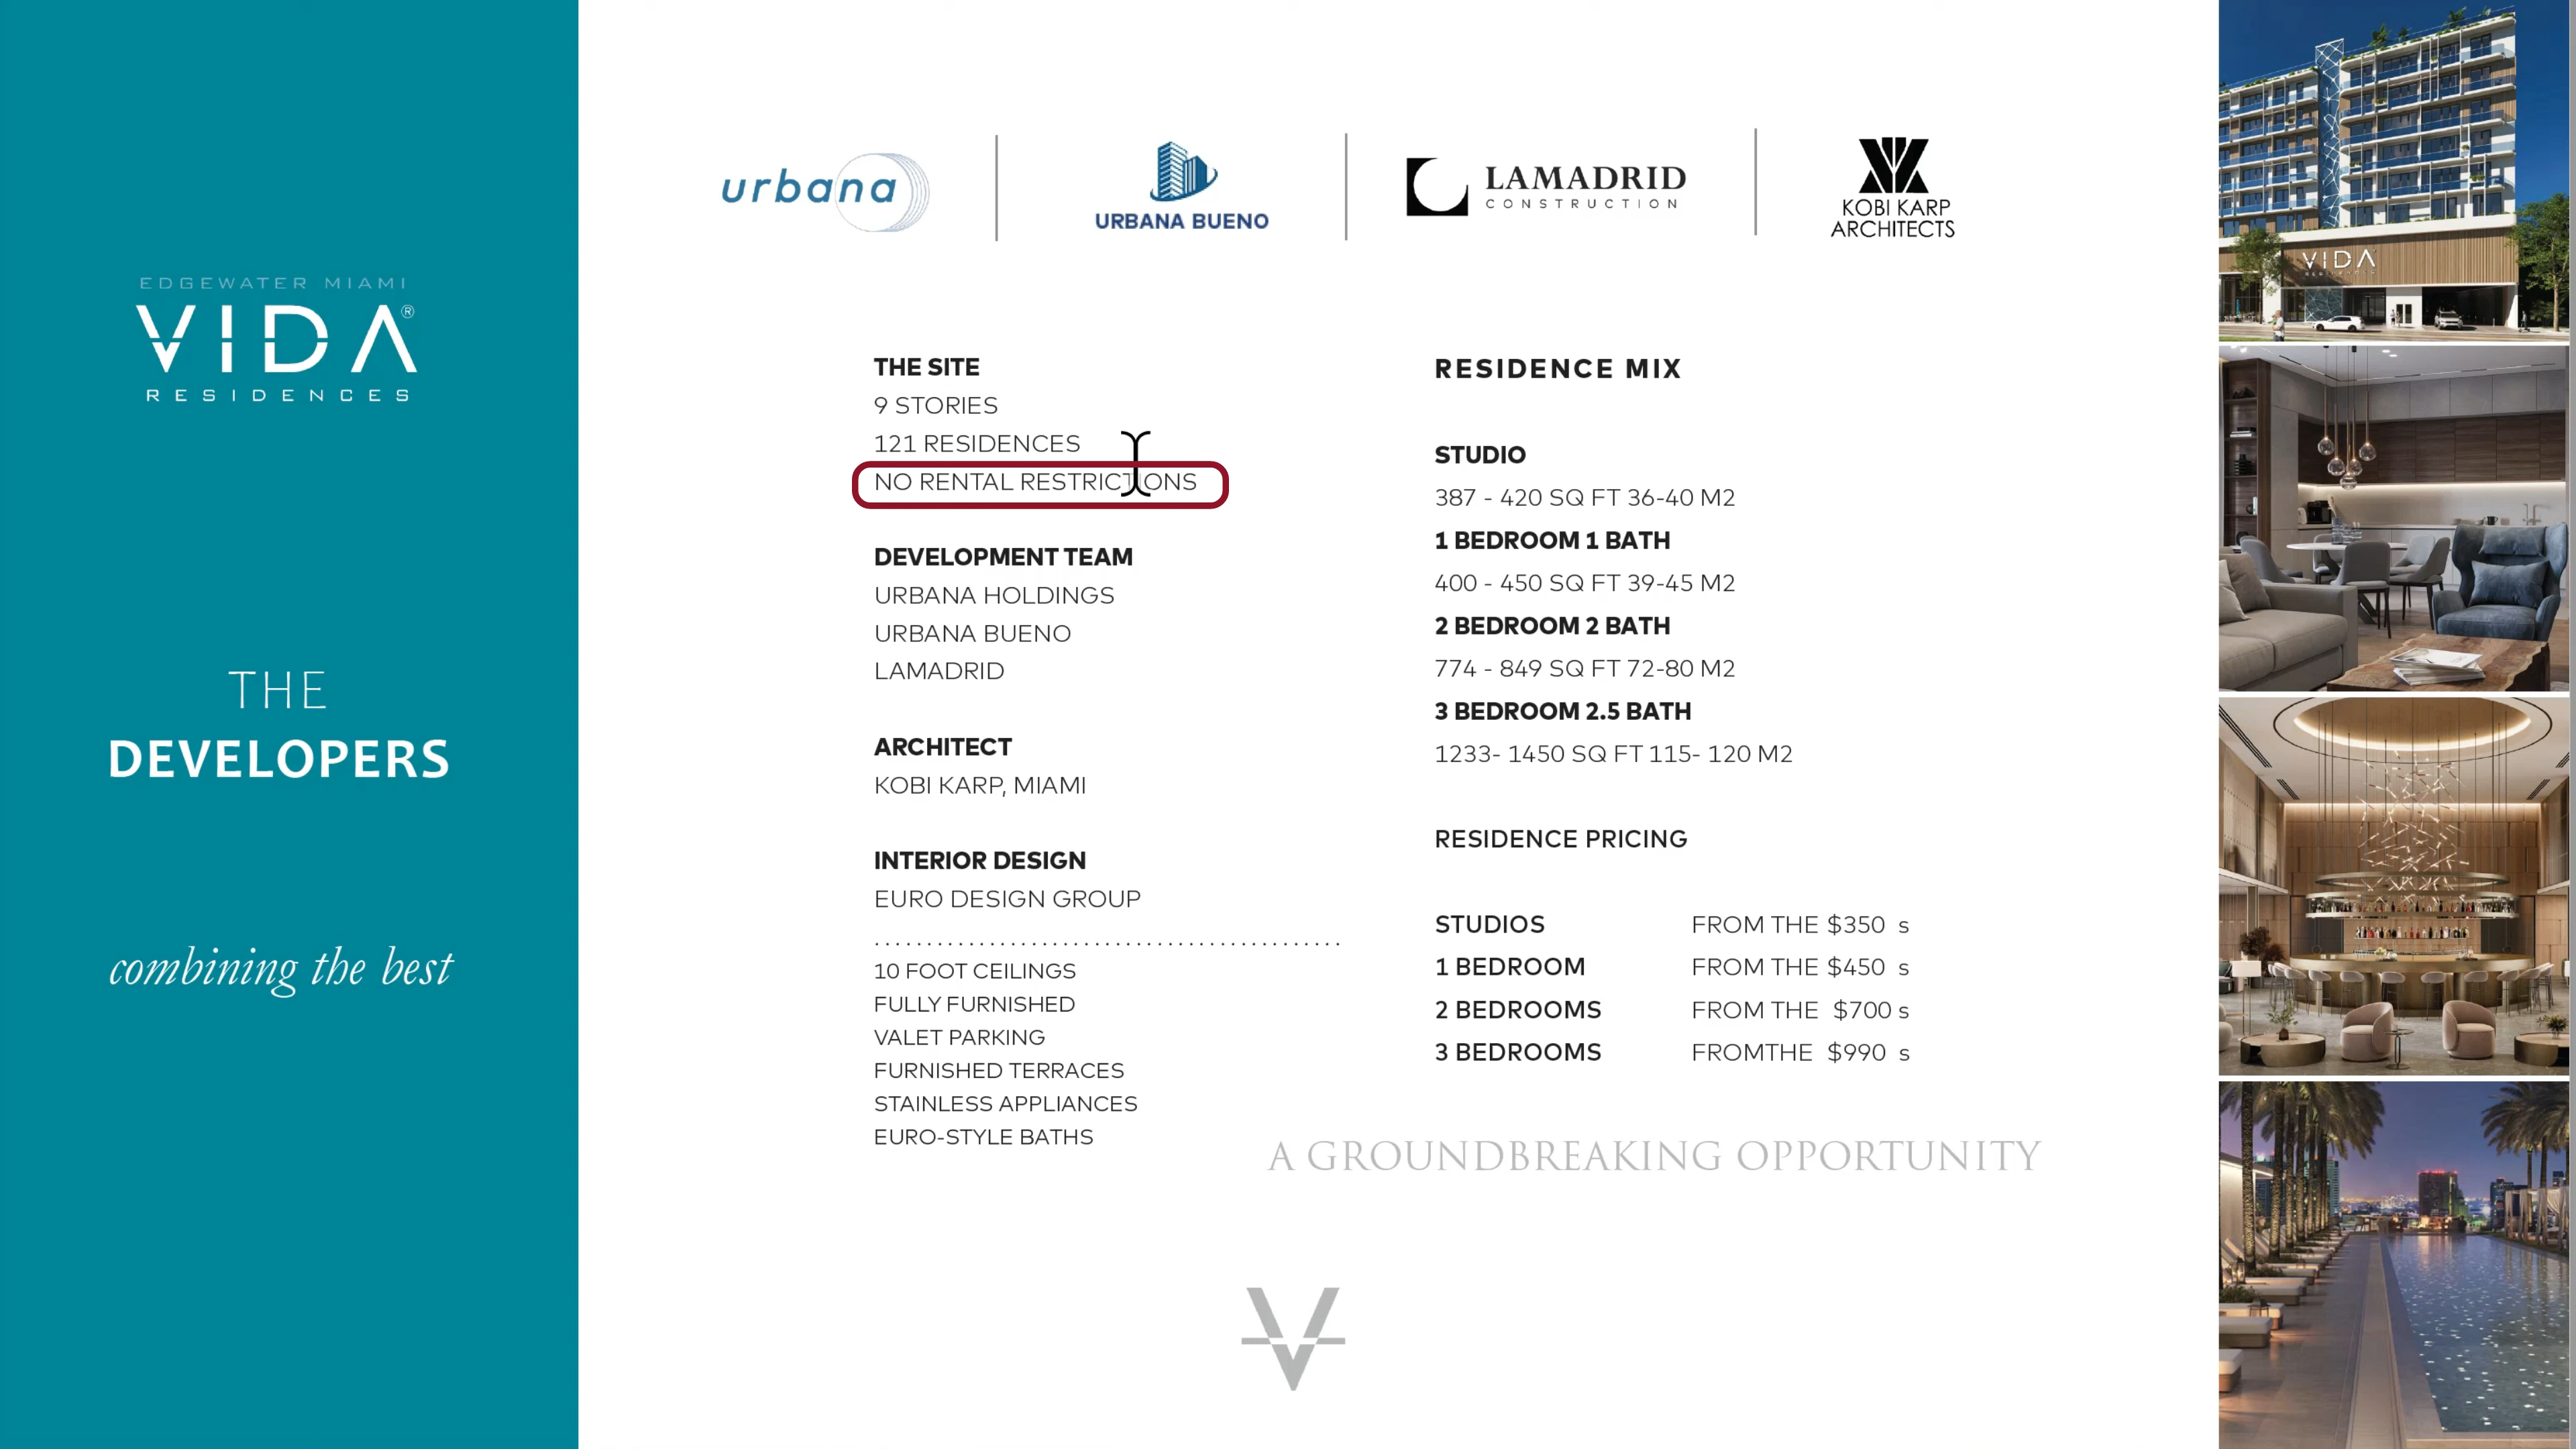 EDGEWATER MIAMI
VIDA®
RESIDENCES
THE
DEVELOPERS
combining the best
urbana
URBANA BUENO
LAMADRID
CONSTRUCTION
KOBI KARP
ARCHITECTS
THE SITE
9 STORIES
121 RESIDENCES
NO RENTAL RESTRICTIONS
DEVELOPMENT TEAM
URBANA HOLDINGS
URBANA BUENO
LAMADRID
ARCHITECT
KOBI KARP, MIAMI
INTERIOR DESIGN
EURO DESIGN GROUP
10 FOOT CEILINGS
FULLY FURNISHED
VALET PARKING
FURNISHED TERRACES
STAINLESS APPLIANCES
EURO-STYLE BATHS
RESIDENCE MIX
STUDIO
387 - 420 SQ FT 36-40 M2
1 BEDROOM 1 BATH
400 - 450 SQ FT 39-45 M2
2 BEDROOM 2 BATH
774 - 849 SQ FT 72-80 M2
3 BEDROOM 2.5 BATH
1233- 1450 SQ FT 115- 120 M2
RESIDENCE PRICING
STUDIOS FROM THE $350 s
1 BEDROOM FROM THE $450 s
2 BEDROOMS FROM THE $700 s
3 BEDROOMS FROMTHE $990 s
A GROUNDBREAKING OPPORTUNITY
VIDA